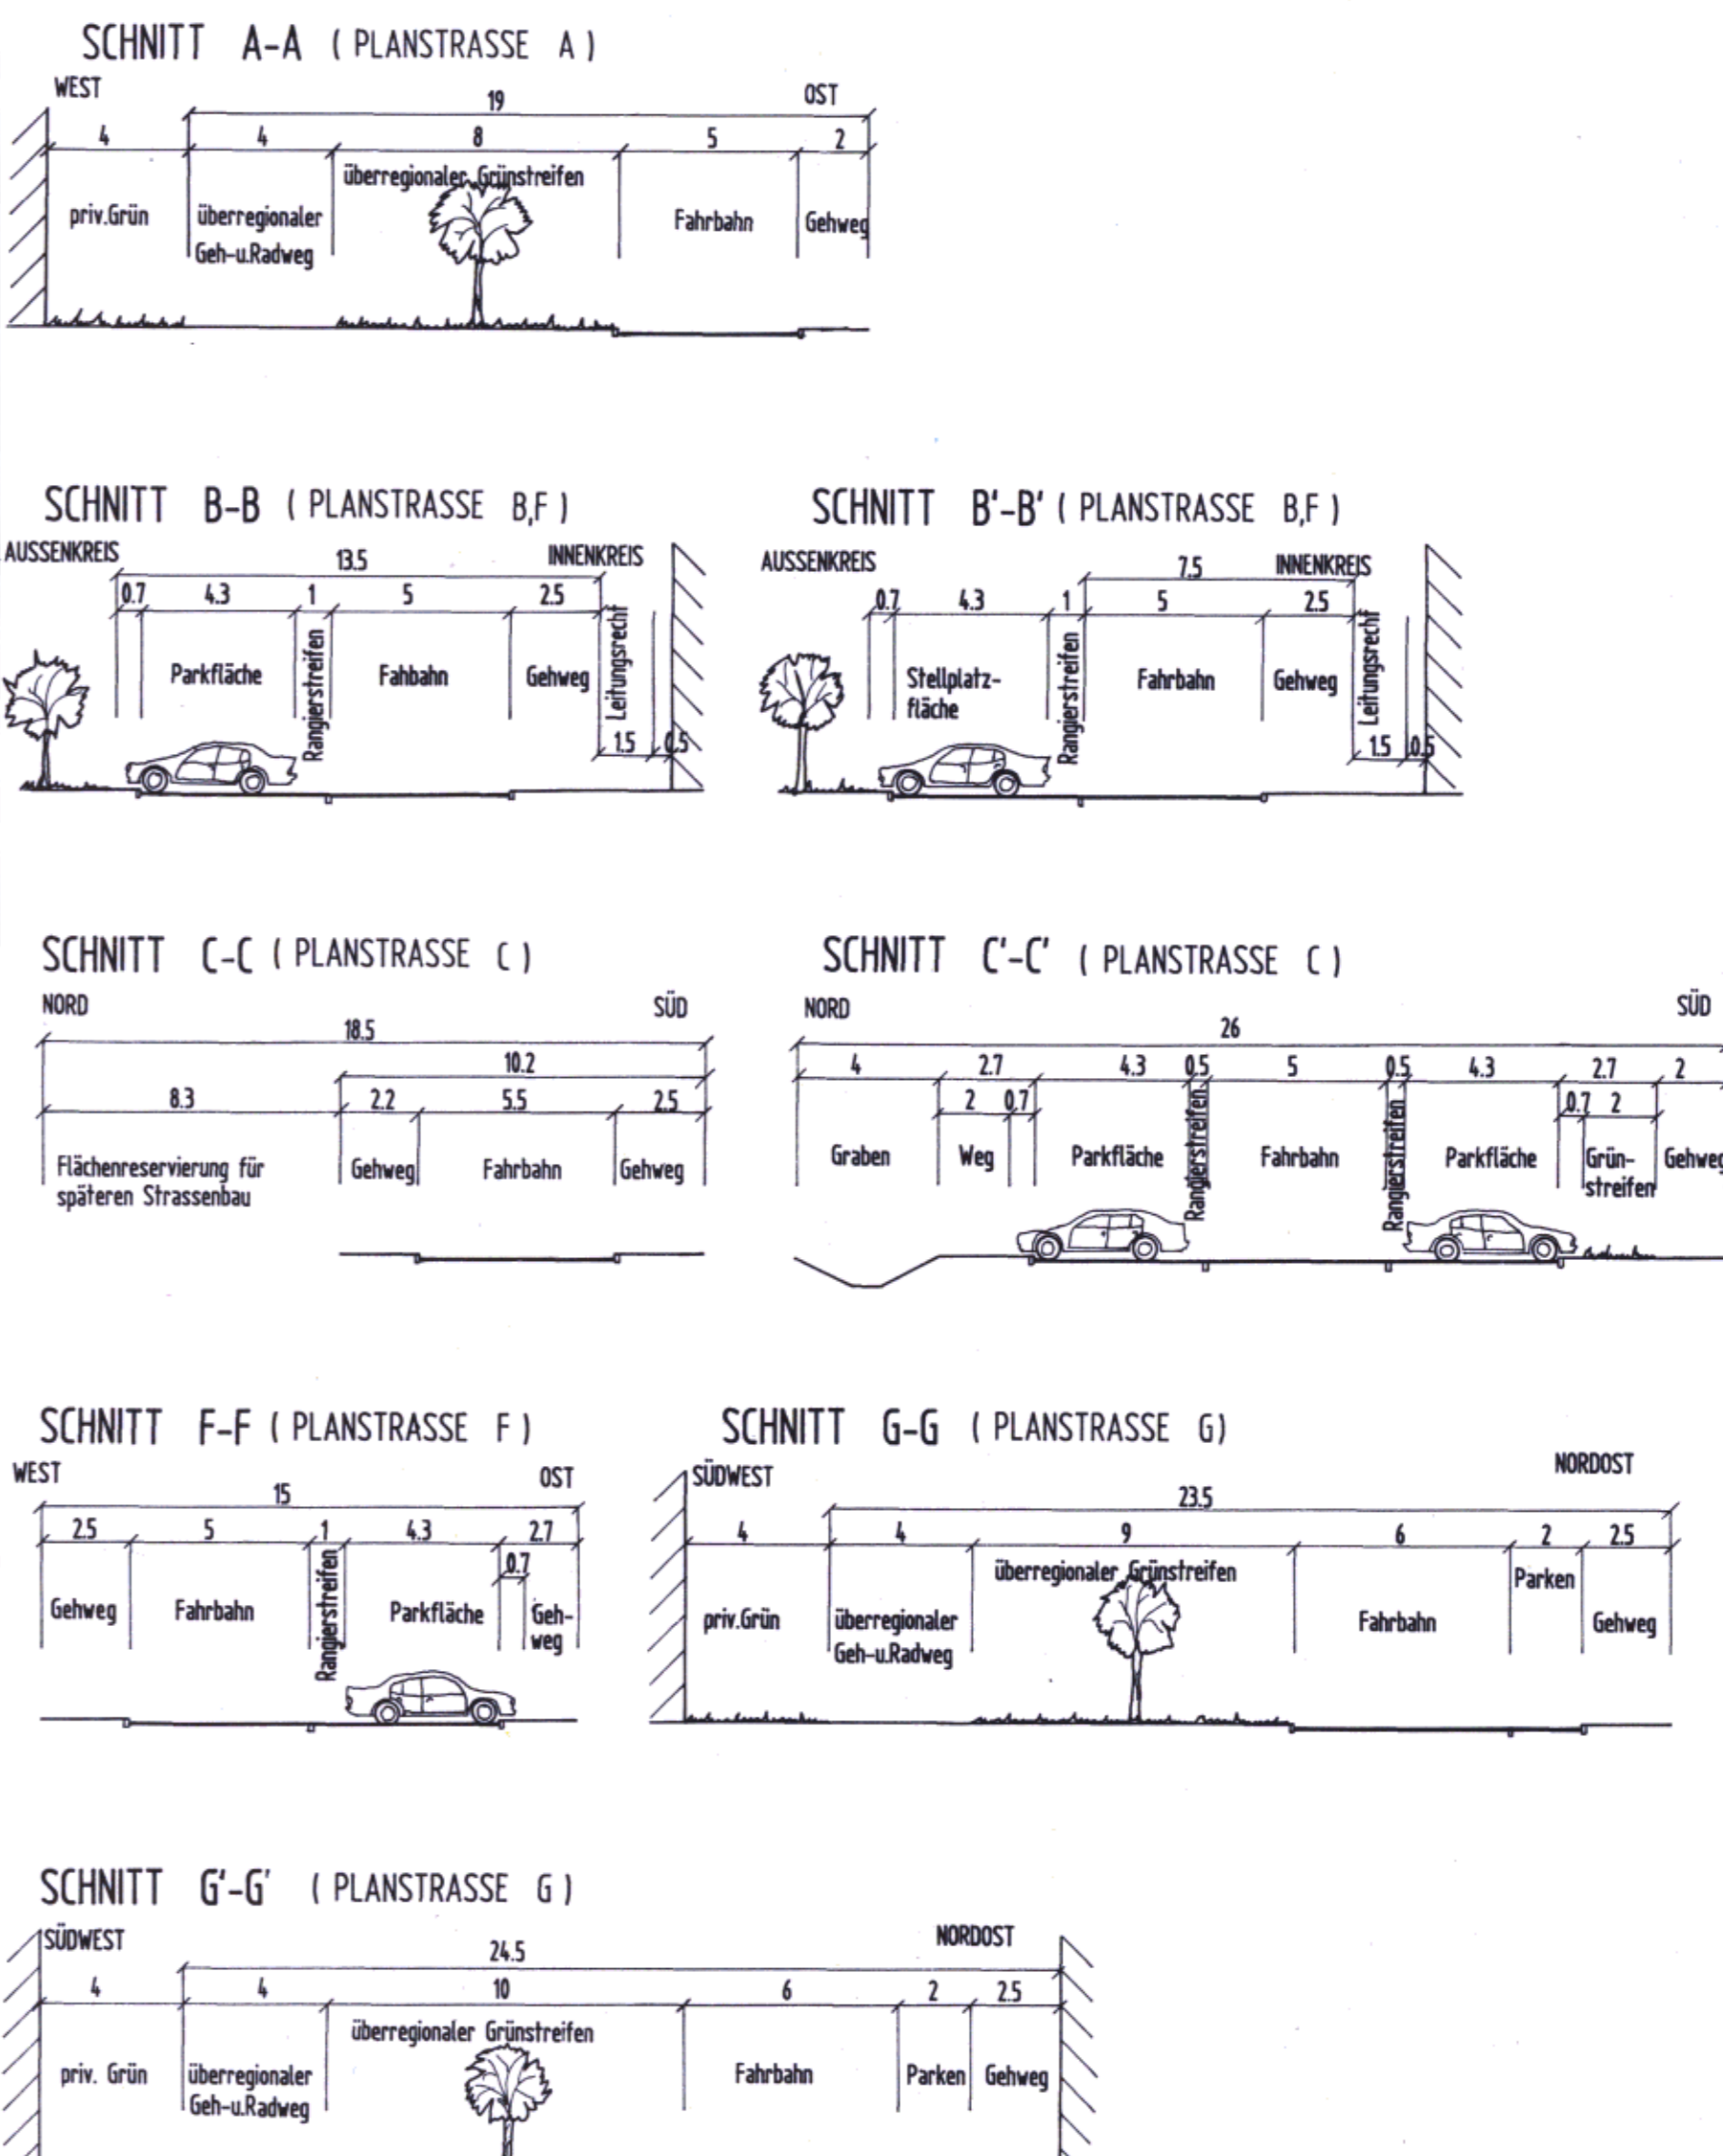 SCHNITT A-A ( PLANSTRASSE A )
WEST
OST
19
4 4 8 5 2
priv.Grün
überregionaler
Geh-u.Radweg
überregionaler Grünstreifen
Fahrbahn
Gehweg
SCHNITT B-B ( PLANSTRASSE B,F )
AUSSENKREIS
INNENKREIS
13.5
0.7 4.3 1 5 2.5
Parkfläche
Rangierstreifen
Fahbahn
Gehweg
Leitungsrecht
1.5 0.5
SCHNITT B'-B' ( PLANSTRASSE B,F )
AUSSENKREIS
INNENKREIS
7.5
0.7 4.3 1 5 2.5
Stellplatz-
fläche
Rangierstreifen
Fahrbahn
Gehweg
Leitungsrecht
1.5 0.5
SCHNITT C-C ( PLANSTRASSE C )
NORD
SÜD
18.5
10.2
8.3 2.2 5.5 2.5
Flächenreservierung für
späteren Strassenbau
Gehweg
Fahrbahn
Gehweg
SCHNITT C'-C' ( PLANSTRASSE C )
NORD
SÜD
26
4 2.7 4.3 0.5 5 0.5 4.3 2.7 2
2 0.7
0.7 2
Graben
Weg
Parkfläche
Rangierstreifen
Fahrbahn
Rangierstreifen
Parkfläche
Grün-
streifen
Gehweg
SCHNITT F-F ( PLANSTRASSE F )
WEST
OST
15
2.5 5 1 4.3 2.7
0.7
Gehweg
Fahrbahn
Rangierstreifen
Parkfläche
Geh-
weg
SCHNITT G-G ( PLANSTRASSE G)
SÜDWEST
NORDOST
23.5
4 4 9 6 2 2.5
priv.Grün
überregionaler
Geh-u.Radweg
überregionaler Grünstreifen
Fahrbahn
Parken
Gehweg
SCHNITT G'-G' ( PLANSTRASSE G )
SÜDWEST
NORDOST
24.5
4 4 10 6 2 2.5
priv. Grün
überregionaler
Geh-u.Radweg
überregionaler Grünstreifen
Fahrbahn
Parken
Gehweg